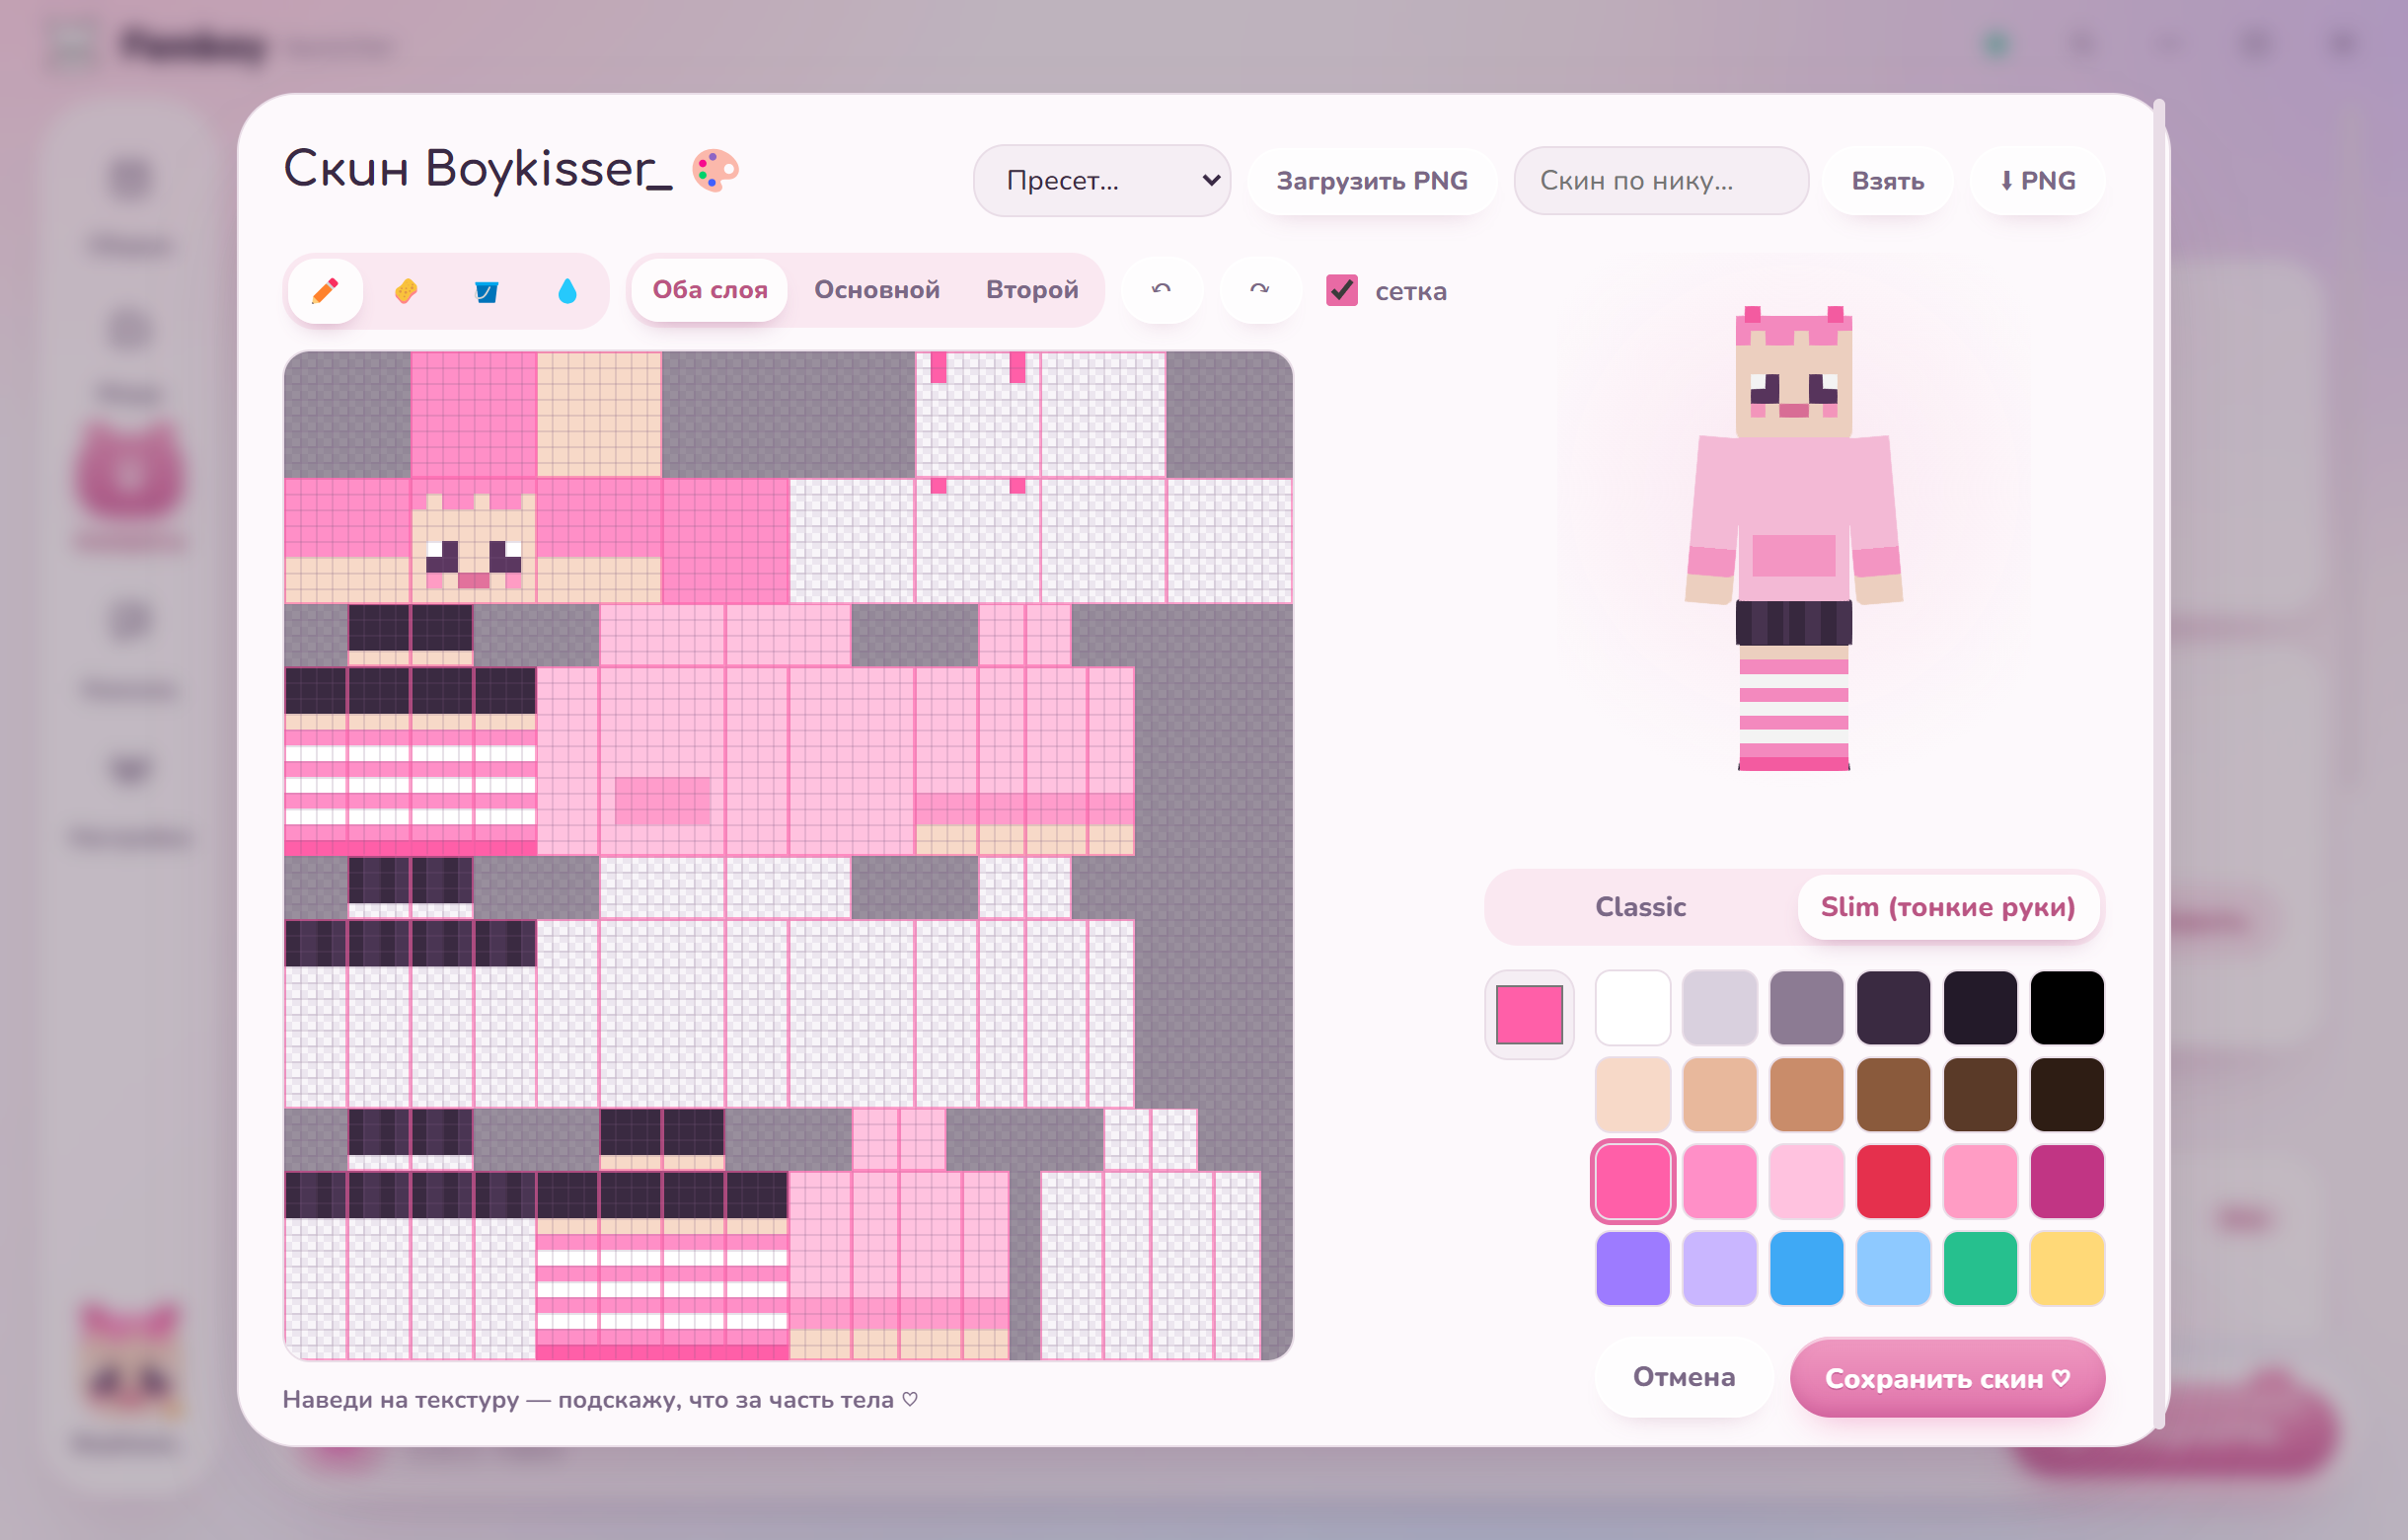 Скин Boykisser_
Пресет...
Загрузить PNG
Скин по нику...
Взять
⬇ PNG
Оба слоя
Основной
Второй
сетка
Classic
Slim (тонкие руки)
Наведи на текстуру — подскажу, что за часть тела ♡
Отмена
Сохранить скин ♡